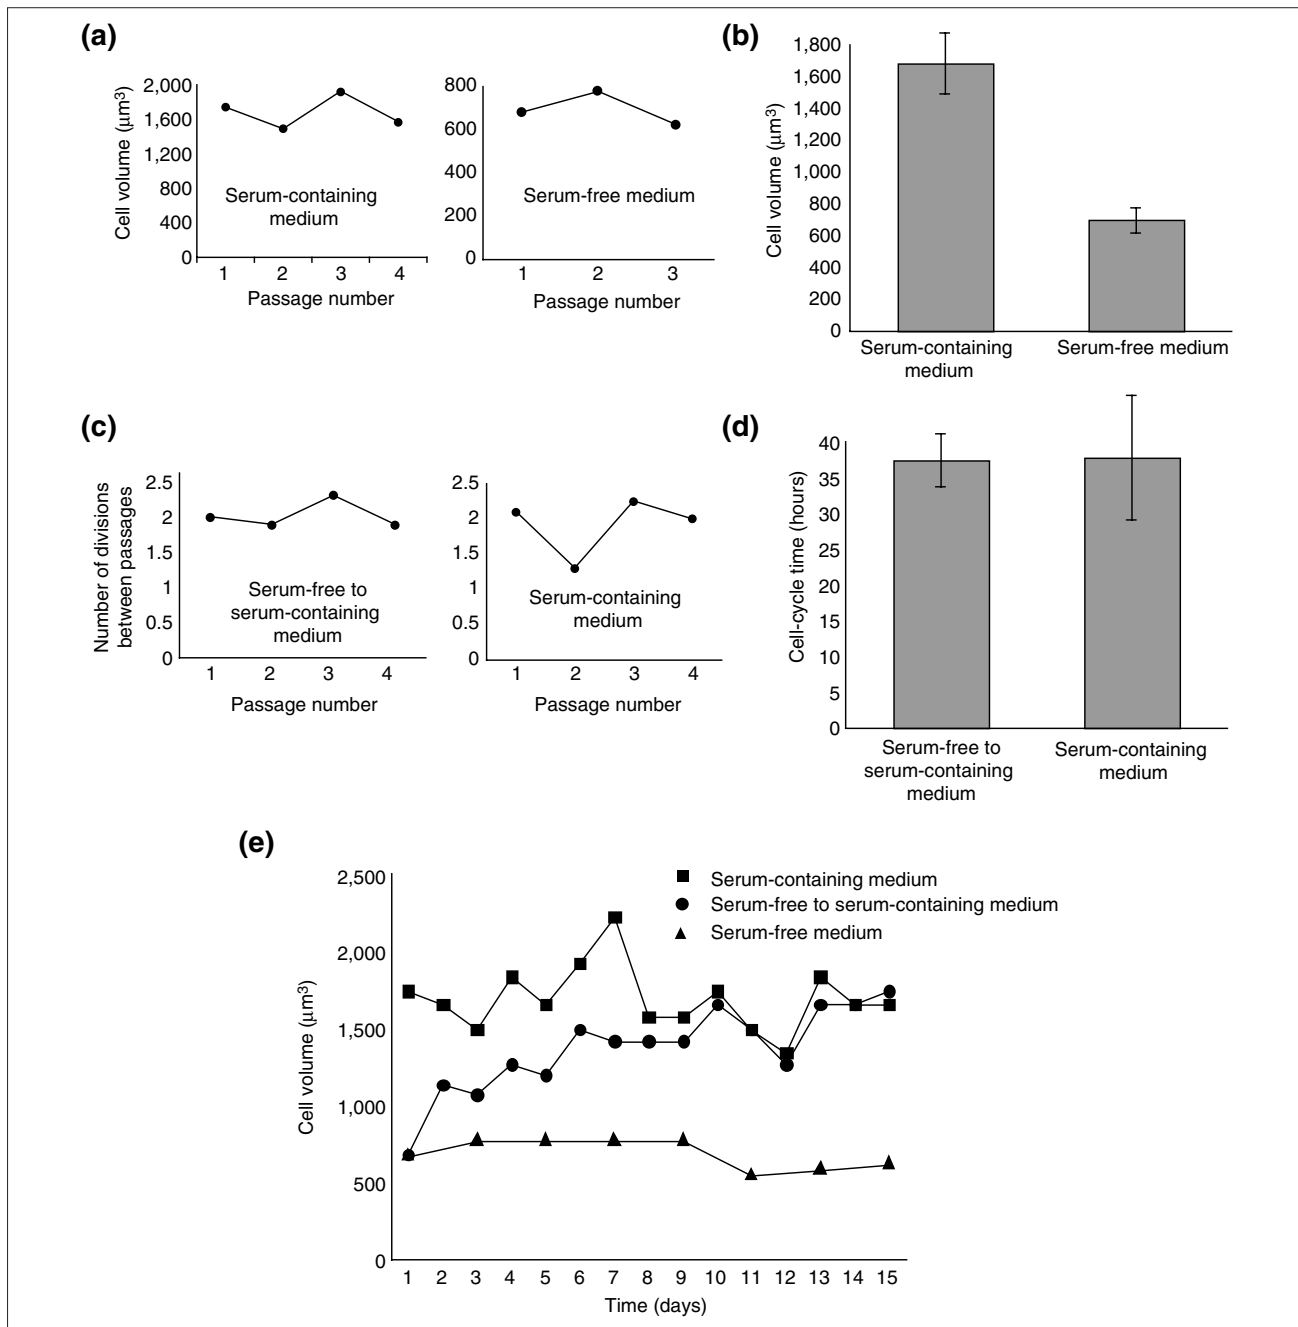 (a)
2,000
1,600
1,200
800
400
0
Cell volume (μm³)
Serum-containing
medium
1 2 3 4
Passage number
800
600
400
200
0
Serum-free medium
1 2 3
Passage number
(b)
1,800
1,600
1,400
1,200
1,000
800
600
400
200
0
Cell volume (μm³)
Serum-containing
medium
Serum-free medium
(c)
2.5
2
1.5
1
0.5
0
Number of divisions
between passages
Serum-free to
serum-containing
medium
1 2 3 4
Passage number
2.5
2
1.5
1
0.5
0
Serum-containing
medium
1 2 3 4
Passage number
(d)
40
35
30
25
20
15
10
5
0
Cell-cycle time (hours)
Serum-free to
serum-containing
medium
Serum-containing
medium
(e)
2,500
2,000
1,500
1,000
500
0
Cell volume (μm³)
Serum-containing medium
Serum-free to serum-containing medium
Serum-free medium
1 2 3 4 5 6 7 8 9 10 11 12 13 14 15
Time (days)